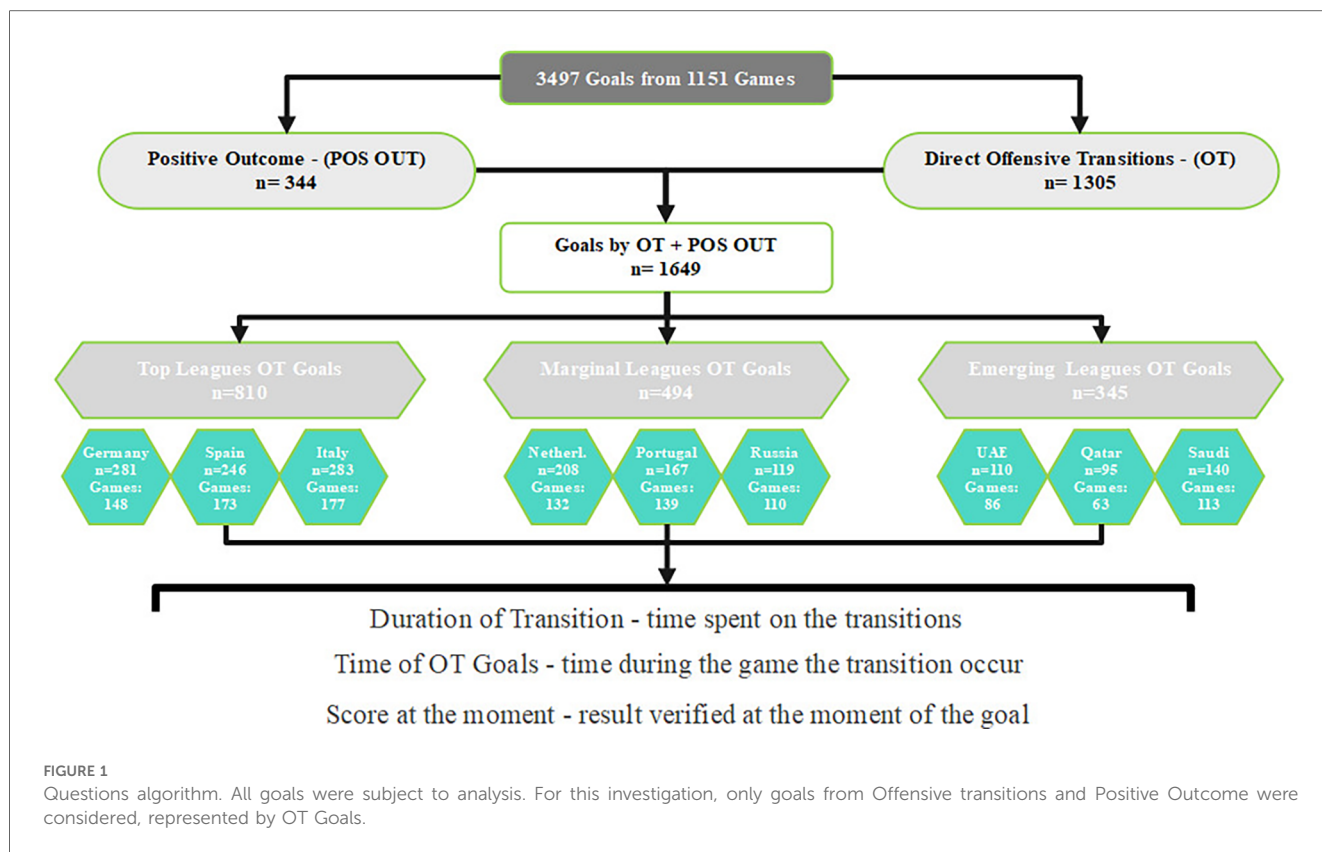 3497 Goals from 1151 Games
Positive Outcome - (POS OUT)
n= 344
Direct Offensive Transitions - (OT)
n= 1305
Goals by OT + POS OUT
n= 1649
Top Leagues OT Goals
n=810
Marginal Leagues OT Goals
n=494
Emerging Leagues OT Goals
n=345
Germany
n=281
Games:
148
Spain
n=246
Games:
173
Italy
n=283
Games:
177
Netherl.
n=208
Games:
132
Portugal
n=167
Games:
139
Russia
n=119
Games:
110
UAE
n=110
Games:
86
Qatar
n=95
Games:
63
Saudi
n=140
Games:
113
Duration of Transition - time spent on the transitions
Time of OT Goals - time during the game the transition occur
Score at the moment - result verified at the moment of the goal
FIGURE 1
Questions algorithm. All goals were subject to analysis. For this investigation, only goals from Offensive transitions and Positive Outcome were
considered, represented by OT Goals.